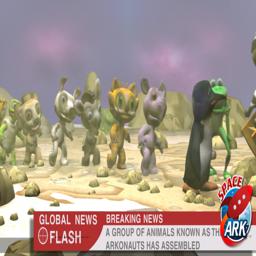 GLOBAL NEWS
FLASH
BREAKING NEWS
A GROUP OF ANIMALS KNOWN AS TH
ARKONAUTS HAS ASSEMBLED
SPACE
ARK